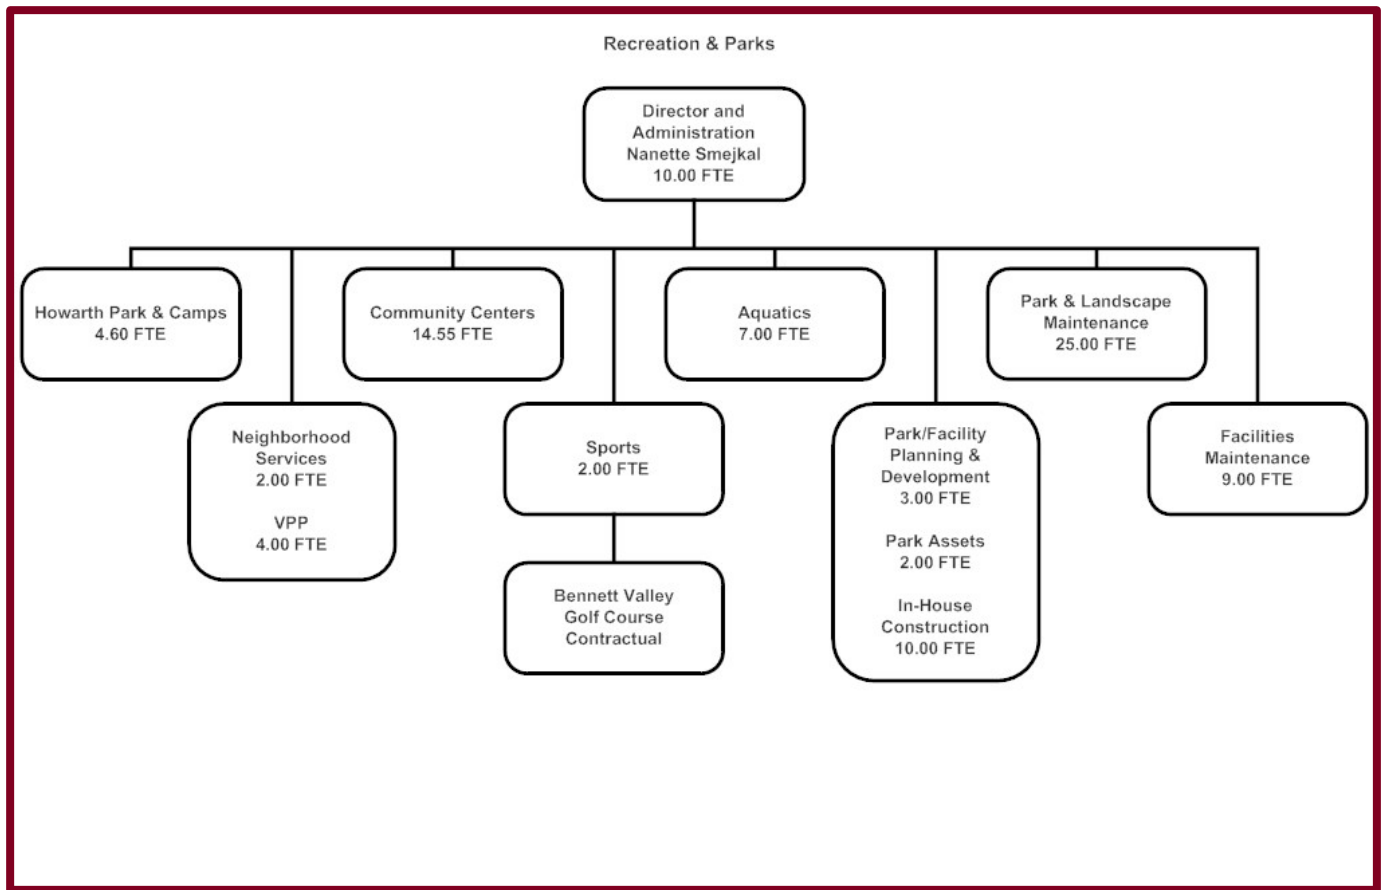 Recreation & Parks
Director and
Administration
Nanette Smejkal
10.00 FTE
Howarth Park & Camps
4.60 FTE
Community Centers
14.55 FTE
Aquatics
7.00 FTE
Park & Landscape
Maintenance
25.00 FTE
Neighborhood
Services
2.00 FTE
VPP
4.00 FTE
Sports
2.00 FTE
Park/Facility
Planning &
Development
3.00 FTE
Park Assets
2.00 FTE
In-House
Construction
10.00 FTE
Facilities
Maintenance
9.00 FTE
Bennett Valley
Golf Course
Contractual